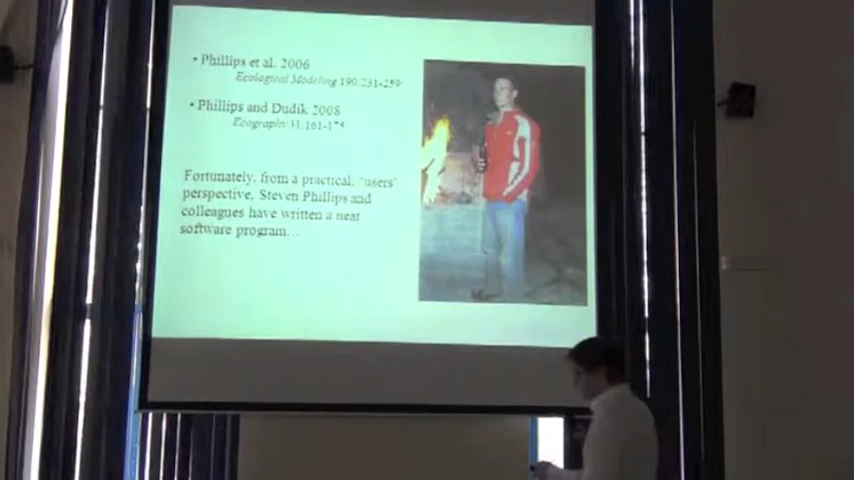 • Phillips et al. 2006
Ecological Modeling 190:231-259
• Phillips and Dudik 2008
Ecography 31:161-175
Fortunately, from a practical, "users'
perspective, Steven Phillips and
colleagues have written a neat
software program...